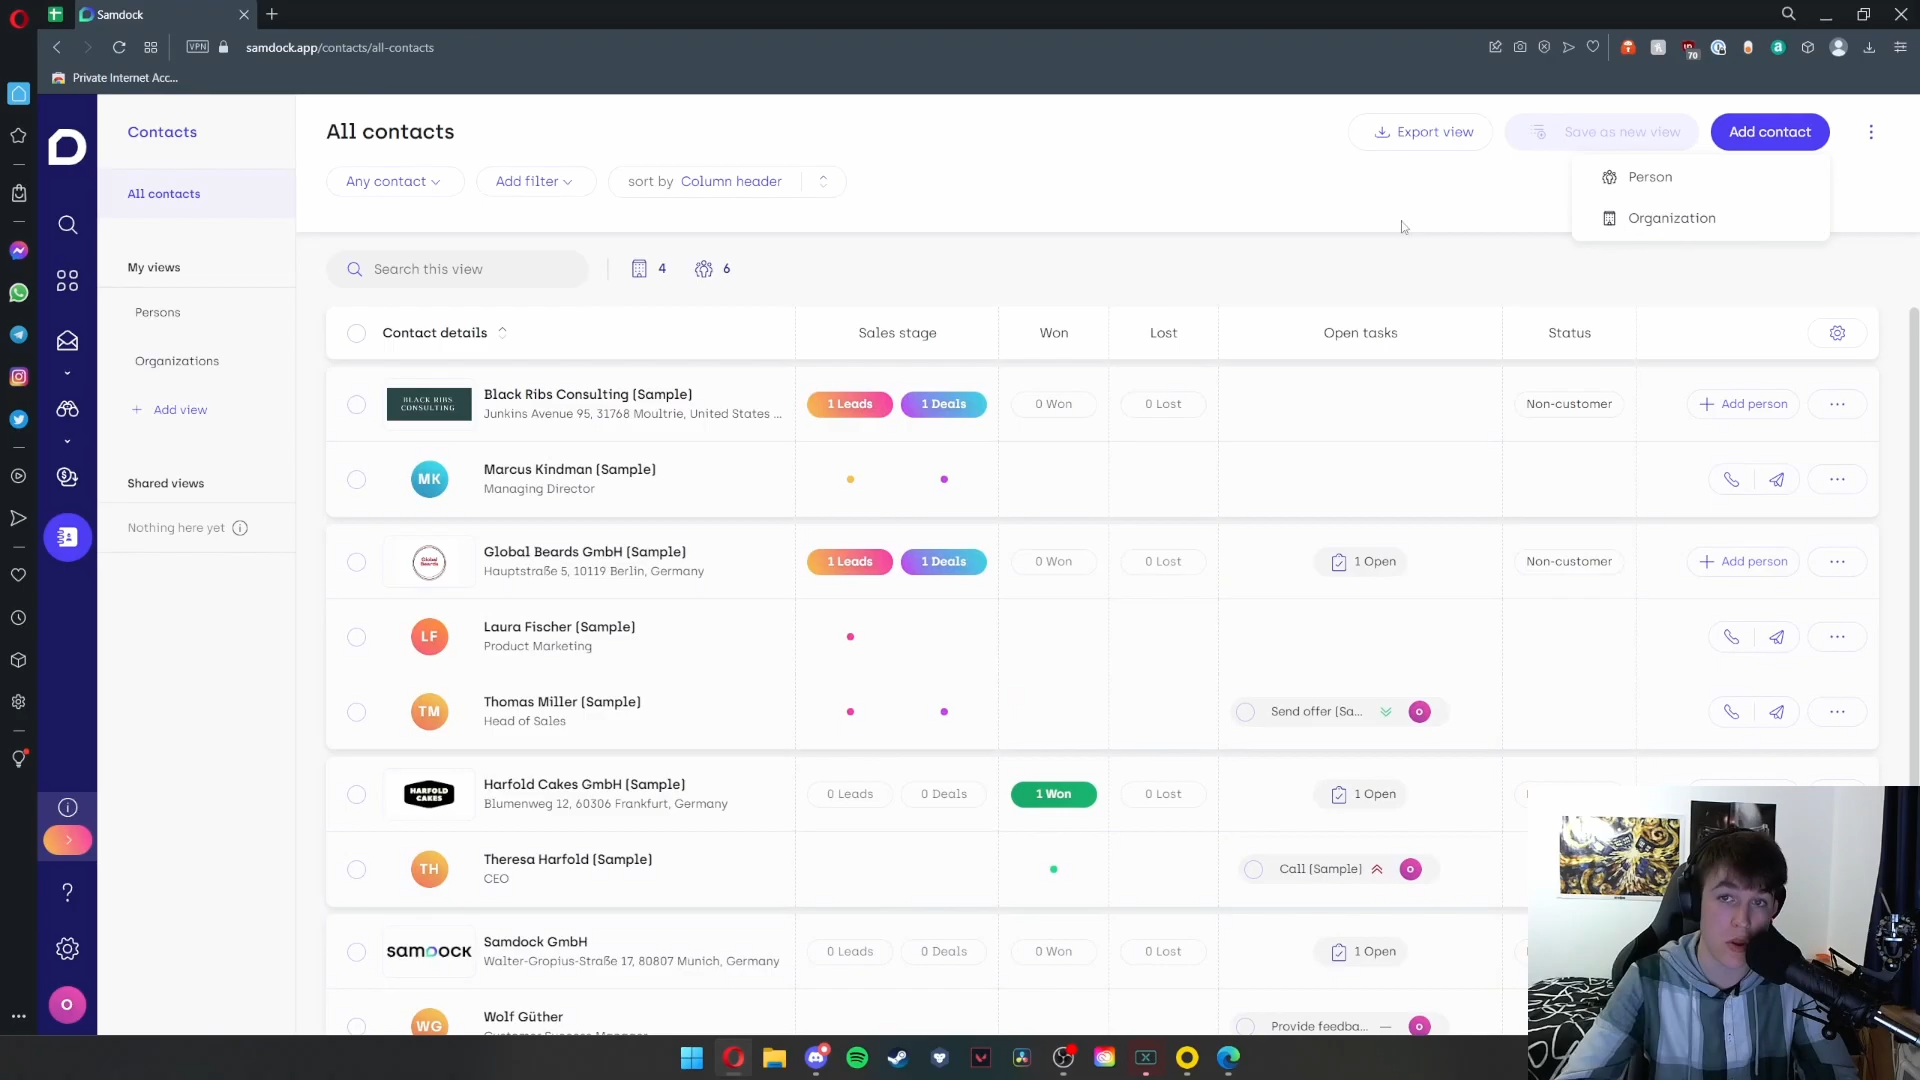 Samdock
VPN
samdock.app/contacts/all-contacts
70
a
Private Internet Acc...
Contacts
All contacts
My views
Persons
Organizations
+ Add view
Shared views
Nothing here yet
All contacts
Export view
Save as new view
Add contact
Person
Organization
Any contact
Add filter
sort by Column header
Search this view
4
6
Contact details
Sales stage
Won
Lost
Open tasks
Status
BLACK RIBS
CONSULTING
Black Ribs Consulting (Sample)
Junkins Avenue 95, 31768 Moultrie, United States ...
1 Leads
1 Deals
0 Won
0 Lost
Non-customer
+ Add person
MK
Marcus Kindman (Sample)
Managing Director
Global
Beards
Global Beards GmbH (Sample)
Hauptstraße 5, 10119 Berlin, Germany
1 Leads
1 Deals
0 Won
0 Lost
1 Open
Non-customer
+ Add person
LF
Laura Fischer (Sample)
Product Marketing
TM
Thomas Miller (Sample)
Head of Sales
Send offer (Sa...
O
HARFOLD
CAKES
Harfold Cakes GmbH (Sample)
Blumenweg 12, 60306 Frankfurt, Germany
0 Leads
0 Deals
1 Won
0 Lost
1 Open
TH
Theresa Harfold (Sample)
CEO
Call (Sample)
O
samdock
Samdock GmbH
Walter-Gropius-Straße 17, 80807 Munich, Germany
0 Leads
0 Deals
0 Won
0 Lost
1 Open
WG
Wolf Güther
Customer Success Manager
Provide feedba...
O
O